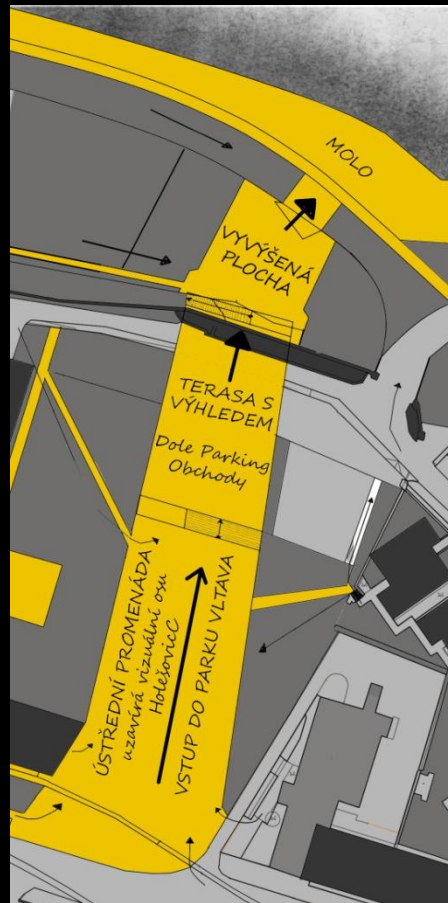 MOLO
VYVÝŠENÁ
PLOCHA
TERASA S
VÝHLEDEM
Dole Parking
Obchody
ÚSTŘEDNÍ PROMENÁDA
uzavírá vizuální osu
HolešovicC
VSTUP DO PARKU VLTAVA